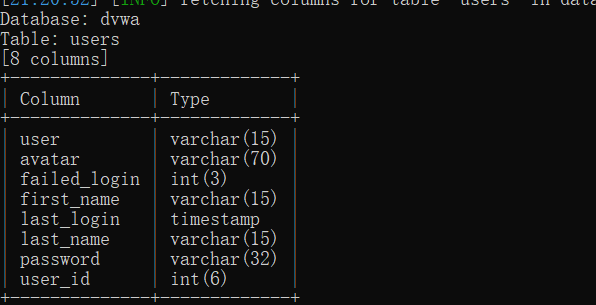 [21:20:52] [INFO] fetching columns for table 'users' in data
Database: dvwa
Table: users
[8 columns]
+--------------+-------------+
| Column | Type |
+--------------+-------------+
| user | varchar(15) |
| avatar | varchar(70) |
| failed_login | int(3) |
| first_name | varchar(15) |
| last_login | timestamp |
| last_name | varchar(15) |
| password | varchar(32) |
| user_id | int(6) |
+--------------+-------------+